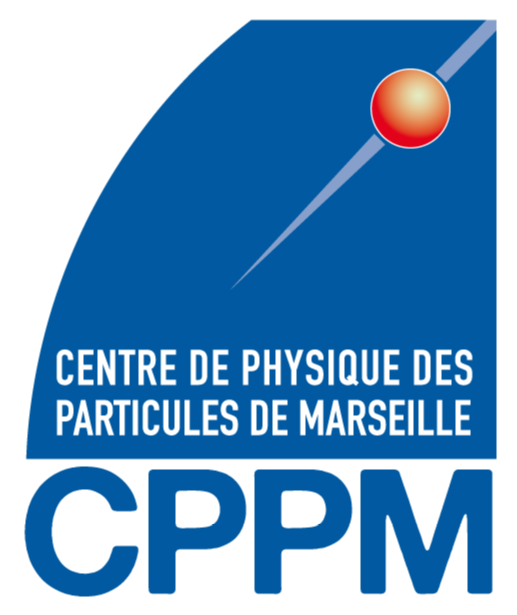 CENTRE DE PHYSIQUE DES
PARTICULES DE MARSEILLE
CPPM